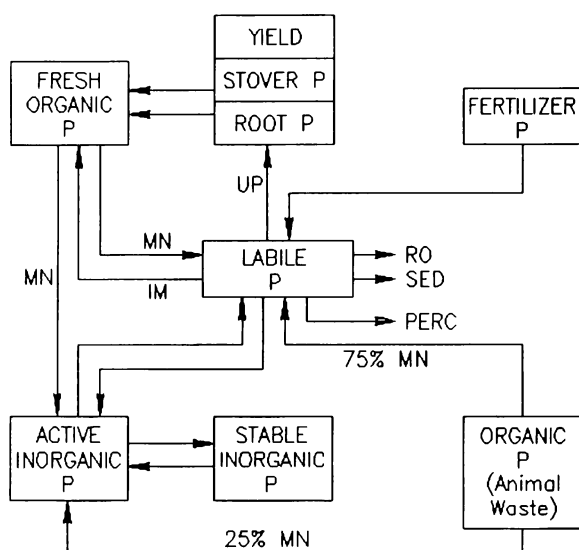 YIELD
STOVER P
ROOT P
FRESH
ORGANIC
P
FERTILIZER
P
UP
MN
LABILE
P
RO
SED
PERC
MN
IM
75% MN
ACTIVE
INORGANIC
P
STABLE
INORGANIC
P
ORGANIC
P
(Animal
Waste)
25% MN